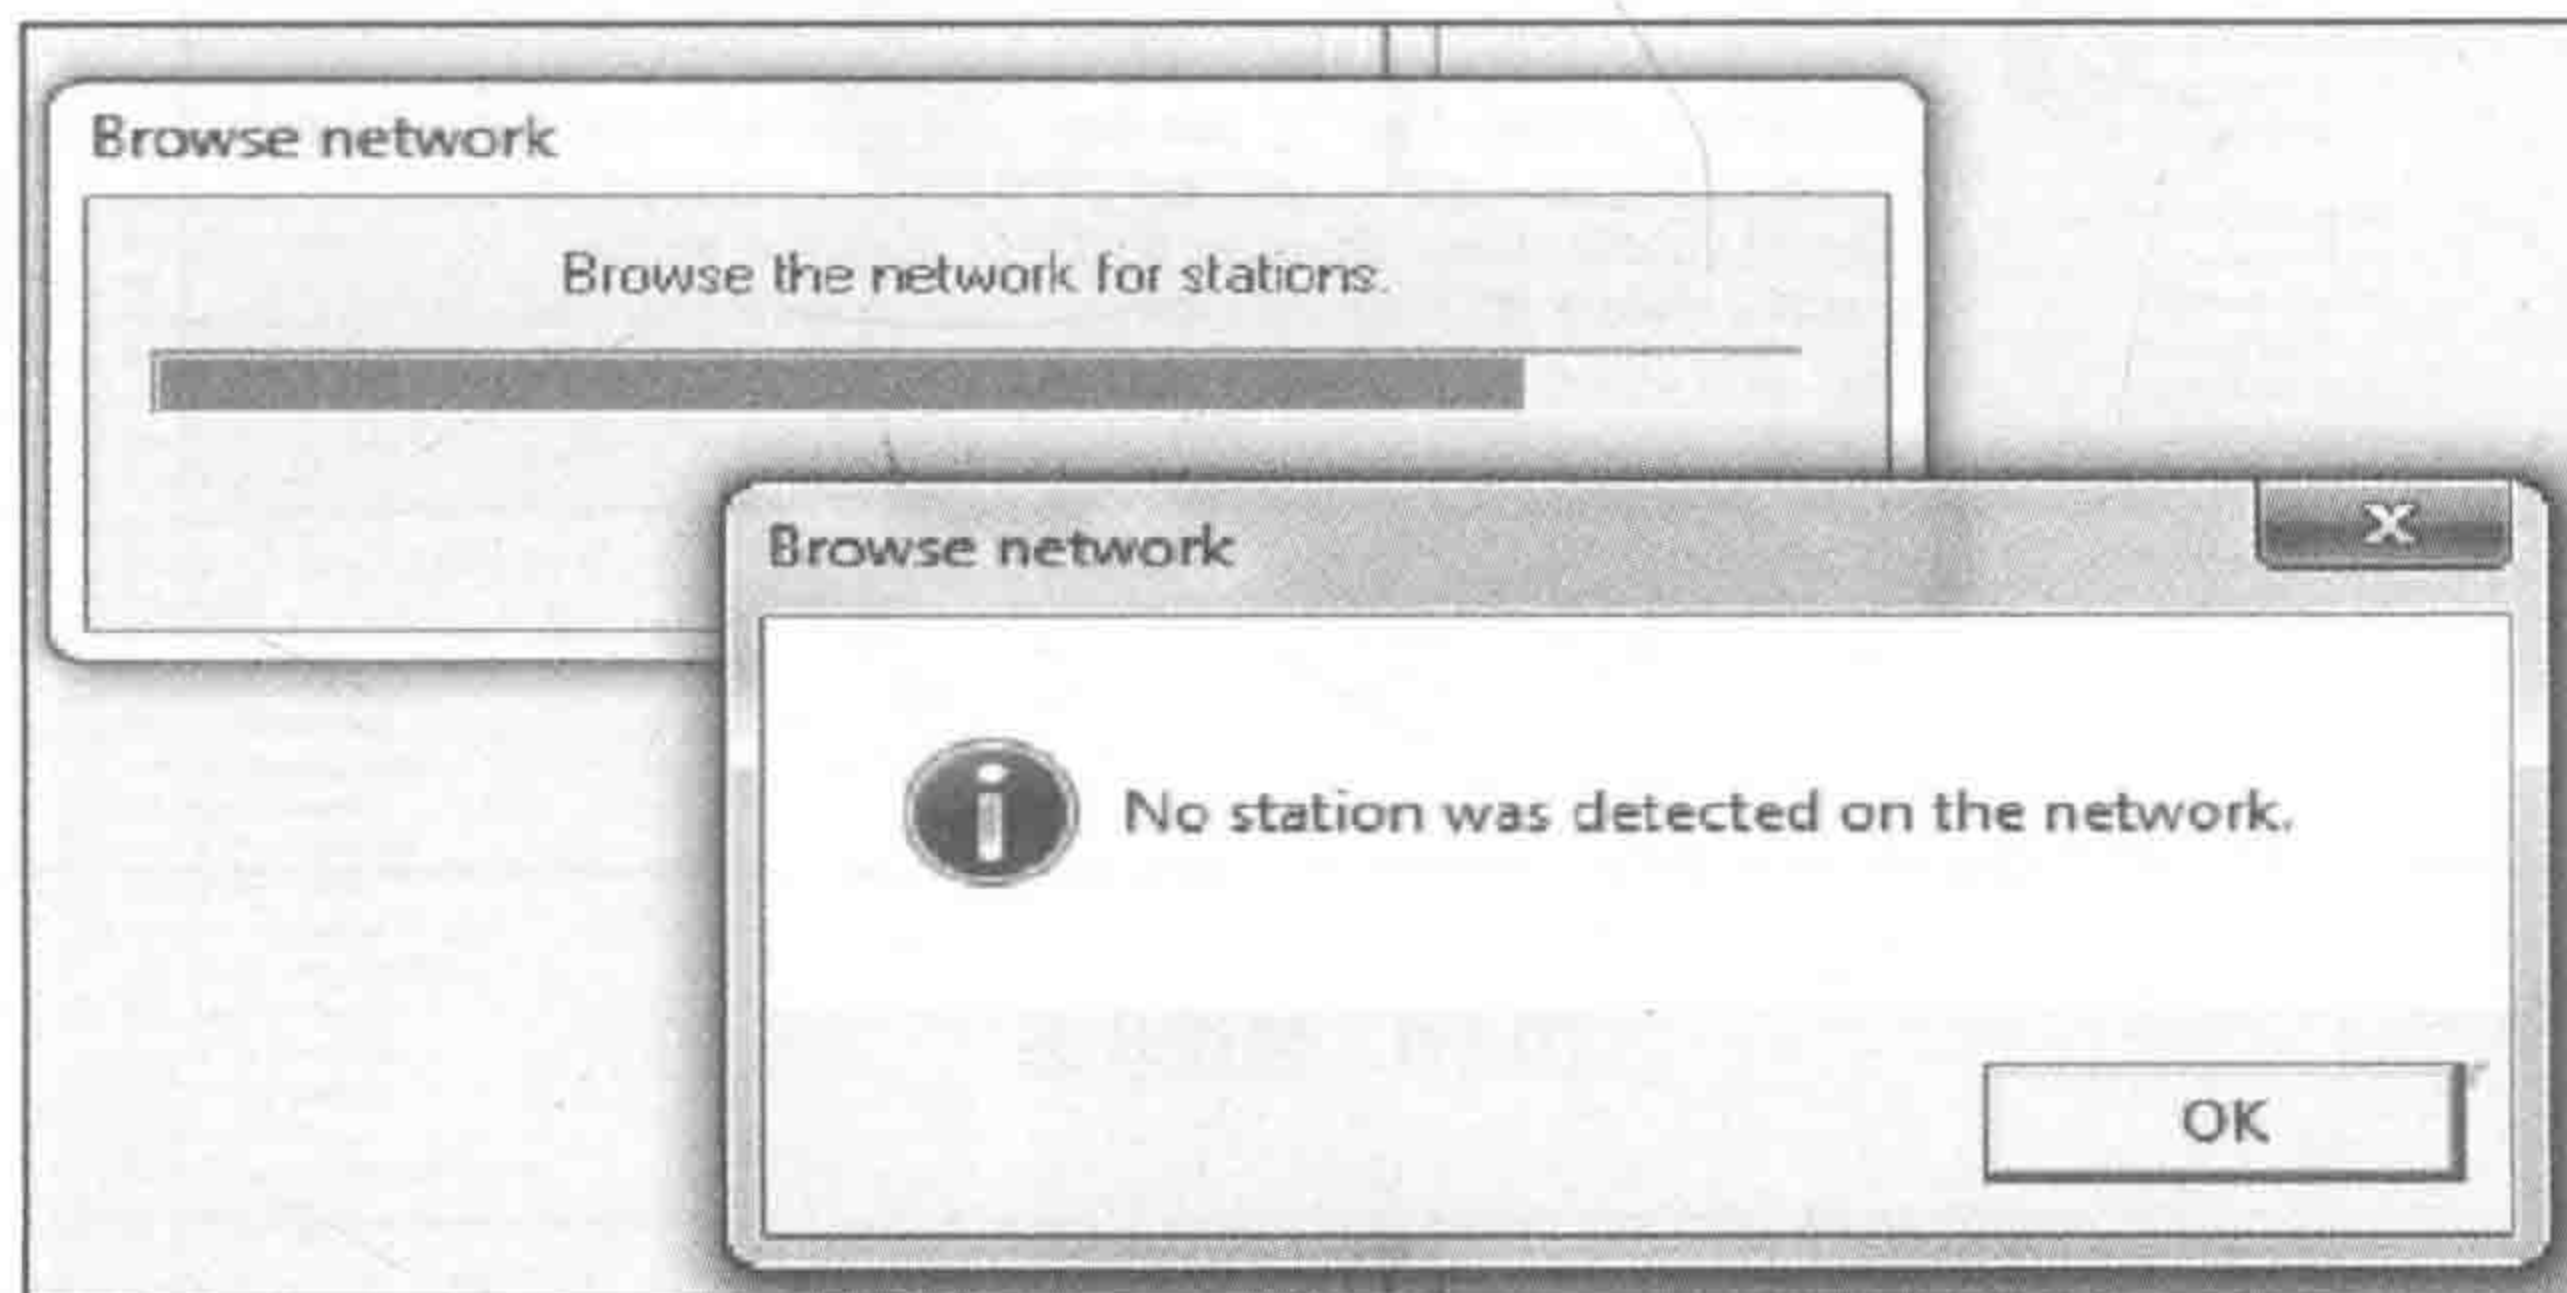 Browse network
Browse the network for stations.
Browse network
No station was detected on the network.
OK